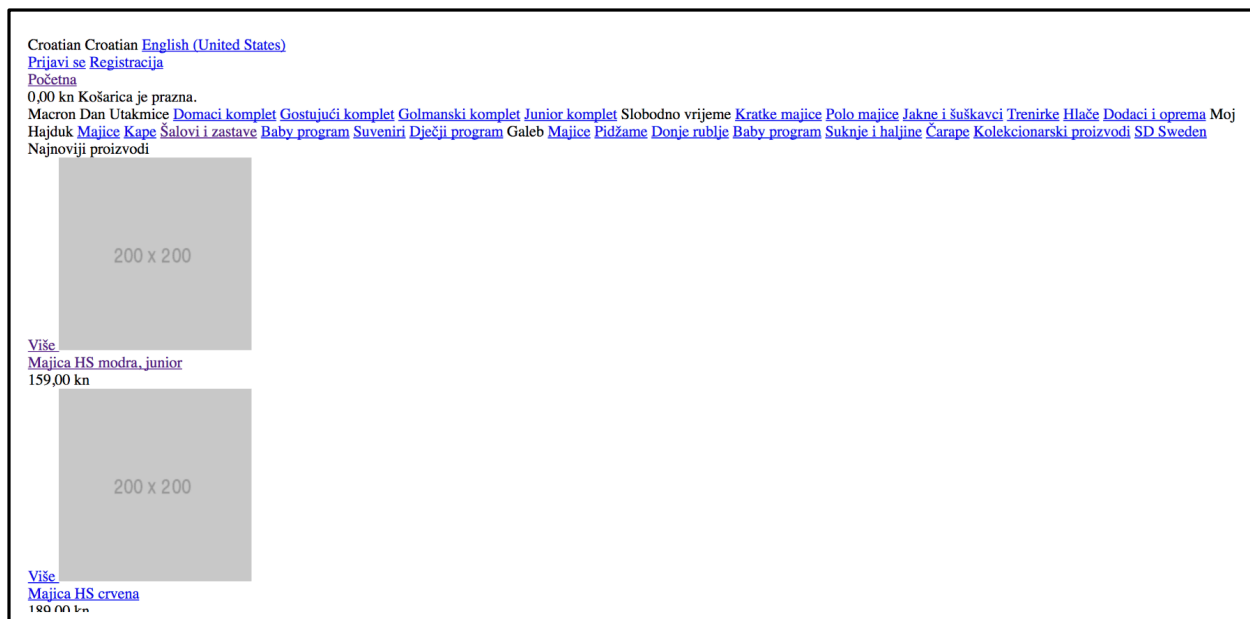 Croatian Croatian English (United States)
Prijavi se Registracija
Početna
0,00 kn Košarica je prazna.
Macron Dan Utakmice Domaci komplet Gostujući komplet Golmanski komplet Junior komplet Slobodno vrijeme Kratke majice Polo majice Jakne i šuškavci Trenirke Hlače Dodaci i oprema Moj
Hajduk Majice Kape Šalovi i zastave Baby program Suveniri Dječji program Galeb Majice Pidžame Donje rublje Baby program Suknje i haljine Čarape Kolekcionarski proizvodi SD Sweden
Najnoviji proizvodi
200 x 200
Više
Majica HS modra, junior
159,00 kn
200 x 200
Više
Majica HS crvena
189,00 kn